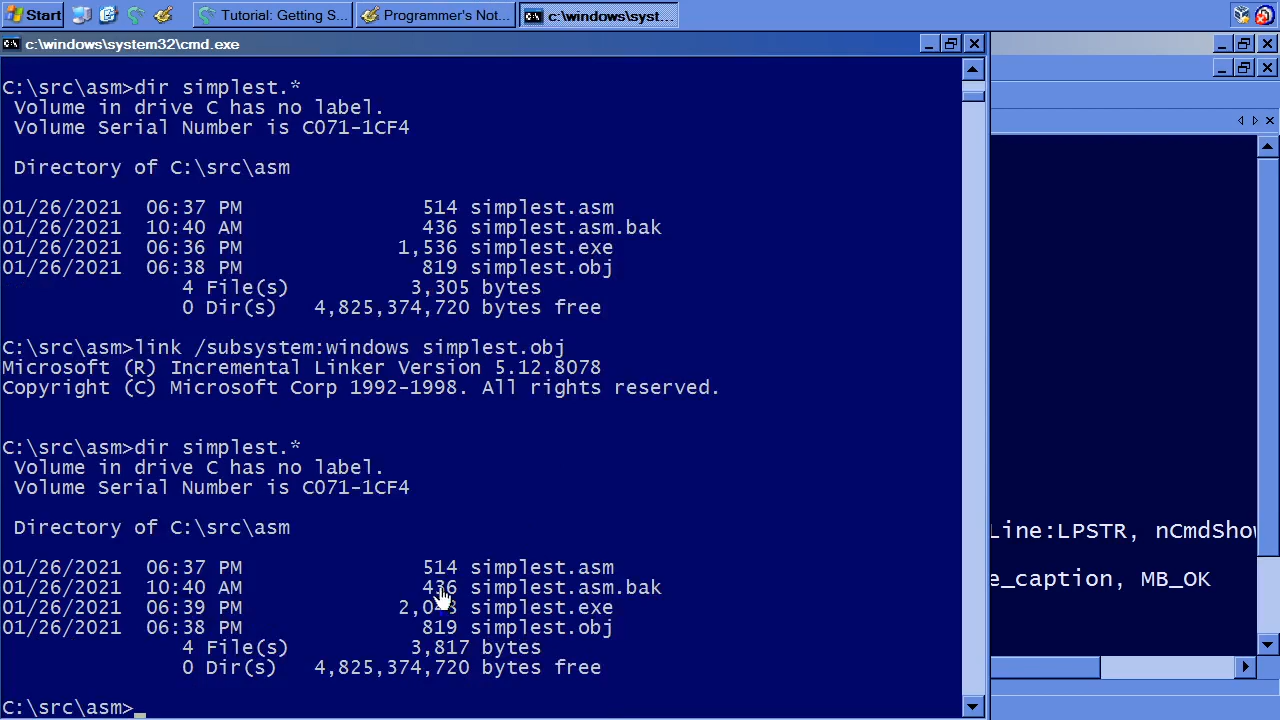 Start Tutorial: Getting S... Programmer's Not... c:\windows\syst...
c:\windows\system32\cmd.exe
C:\src\asm>dir simplest.*
Volume in drive C has no label.
Volume Serial Number is C071-1CF4
Directory of C:\src\asm
01/26/2021 06:37 PM 514 simplest.asm
01/26/2021 10:40 AM 436 simplest.asm.bak
01/26/2021 06:36 PM 1,536 simplest.exe
01/26/2021 06:38 PM 819 simplest.obj
4 File(s) 3,305 bytes
0 Dir(s) 4,825,374,720 bytes free
C:\src\asm>link /subsystem:windows simplest.obj
Microsoft (R) Incremental Linker Version 5.12.8078
Copyright (C) Microsoft Corp 1992-1998. All rights reserved.
C:\src\asm>dir simplest.*
Volume in drive C has no label.
Volume Serial Number is C071-1CF4
Directory of C:\src\asm
01/26/2021 06:37 PM 514 simplest.asm
01/26/2021 10:40 AM 436 simplest.asm.bak
01/26/2021 06:39 PM 2,048 simplest.exe
01/26/2021 06:38 PM 819 simplest.obj
4 File(s) 3,817 bytes
0 Dir(s) 4,825,374,720 bytes free
C:\src\asm>
Line:LPSTR, nCmdSho
e_caption, MB_OK